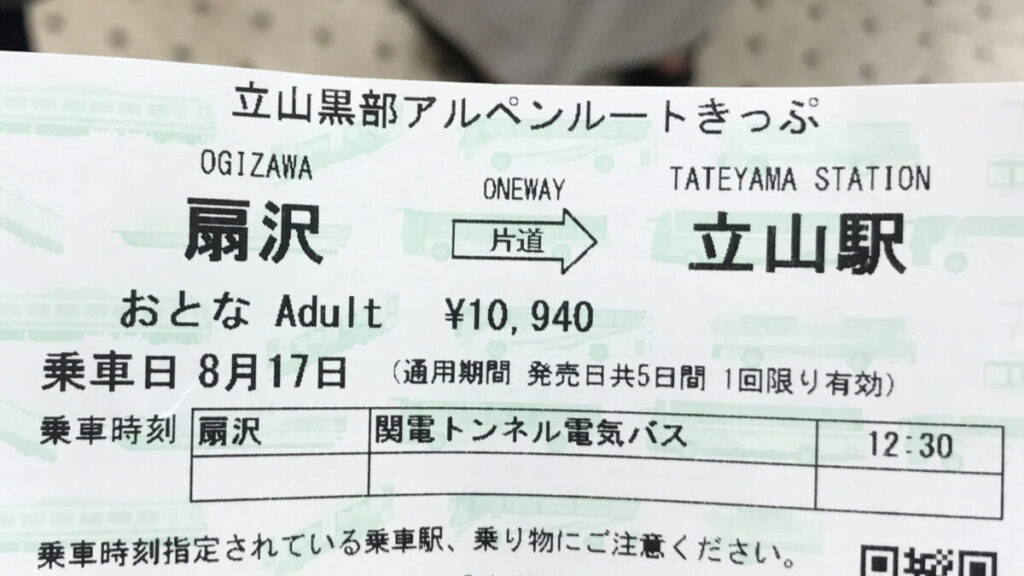 立山黒部アルペンルートきっぷ
OGIZAWA ONEWAY TATEYAMA STATION
扇沢 片道 立山駅
おとな Adult ¥10,940
乗車日 8月17日 (通用期間 発売日共5日間 1回限り有効)
乗車時刻 扇沢 関電トンネル電気バス 12:30
乗車時刻指定されている乗車駅、乗り物にご注意ください。